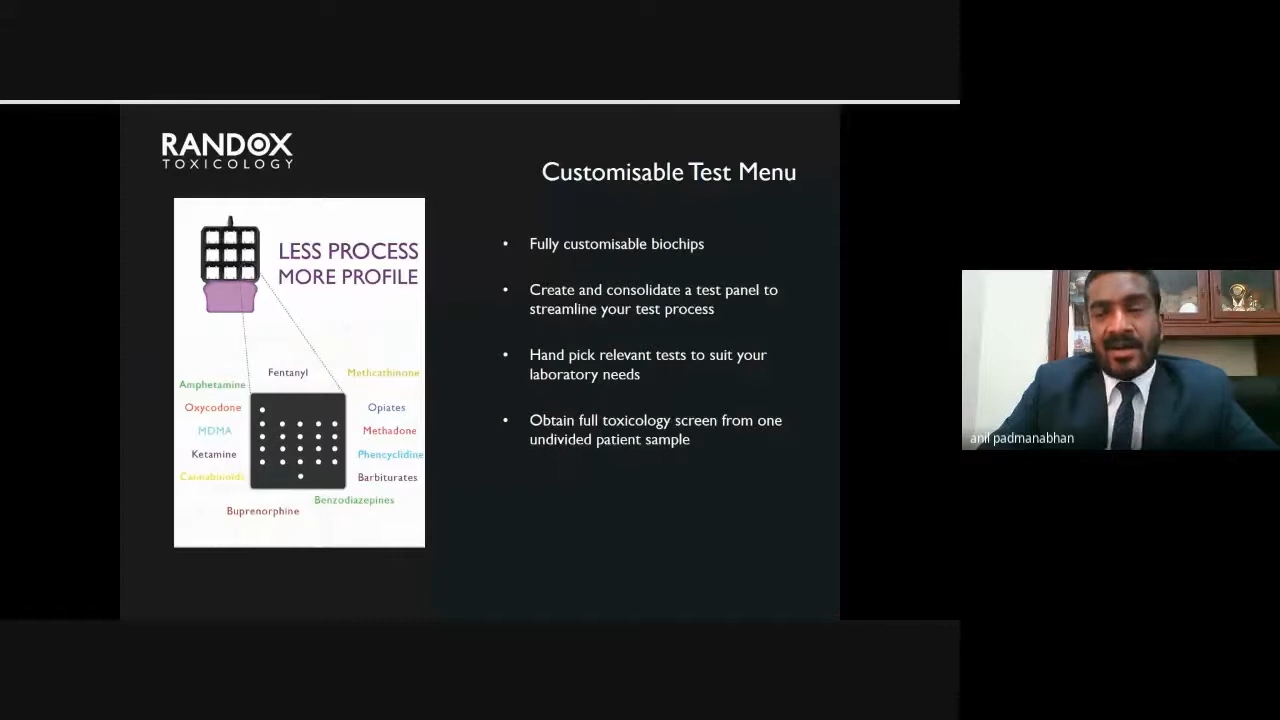 RANDOX
TOXICOLOGY
Customisable Test Menu
LESS PROCESS
MORE PROFILE
Fentanyl
Methcathinone
Amphetamine
Oxycodone
Opiates
MDMA
Methadone
Ketamine
Phencyclidine
Cannabinoids
Barbiturates
Benzodiazepines
Buprenorphine
• Fully customisable biochips
• Create and consolidate a test panel to
streamline your test process
• Hand pick relevant tests to suit your
laboratory needs
• Obtain full toxicology screen from one
undivided patient sample
anil padmanabhan